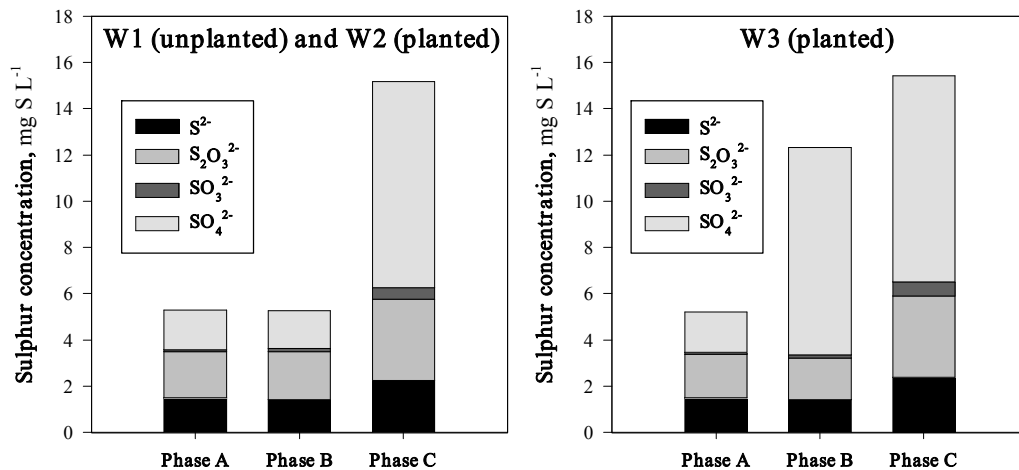 W1 (unplanted) and W2 (planted)
Sulphur concentration, mg S L⁻¹
18
16
14
12
10
8
6
4
2
0
S²⁻
S₂O₃²⁻
SO₃²⁻
SO₄²⁻
Phase A Phase B Phase C
W3 (planted)
Sulphur concentration, mg S L⁻¹
18
16
14
12
10
8
6
4
2
0
S²⁻
S₂O₃²⁻
SO₃²⁻
SO₄²⁻
Phase A Phase B Phase C